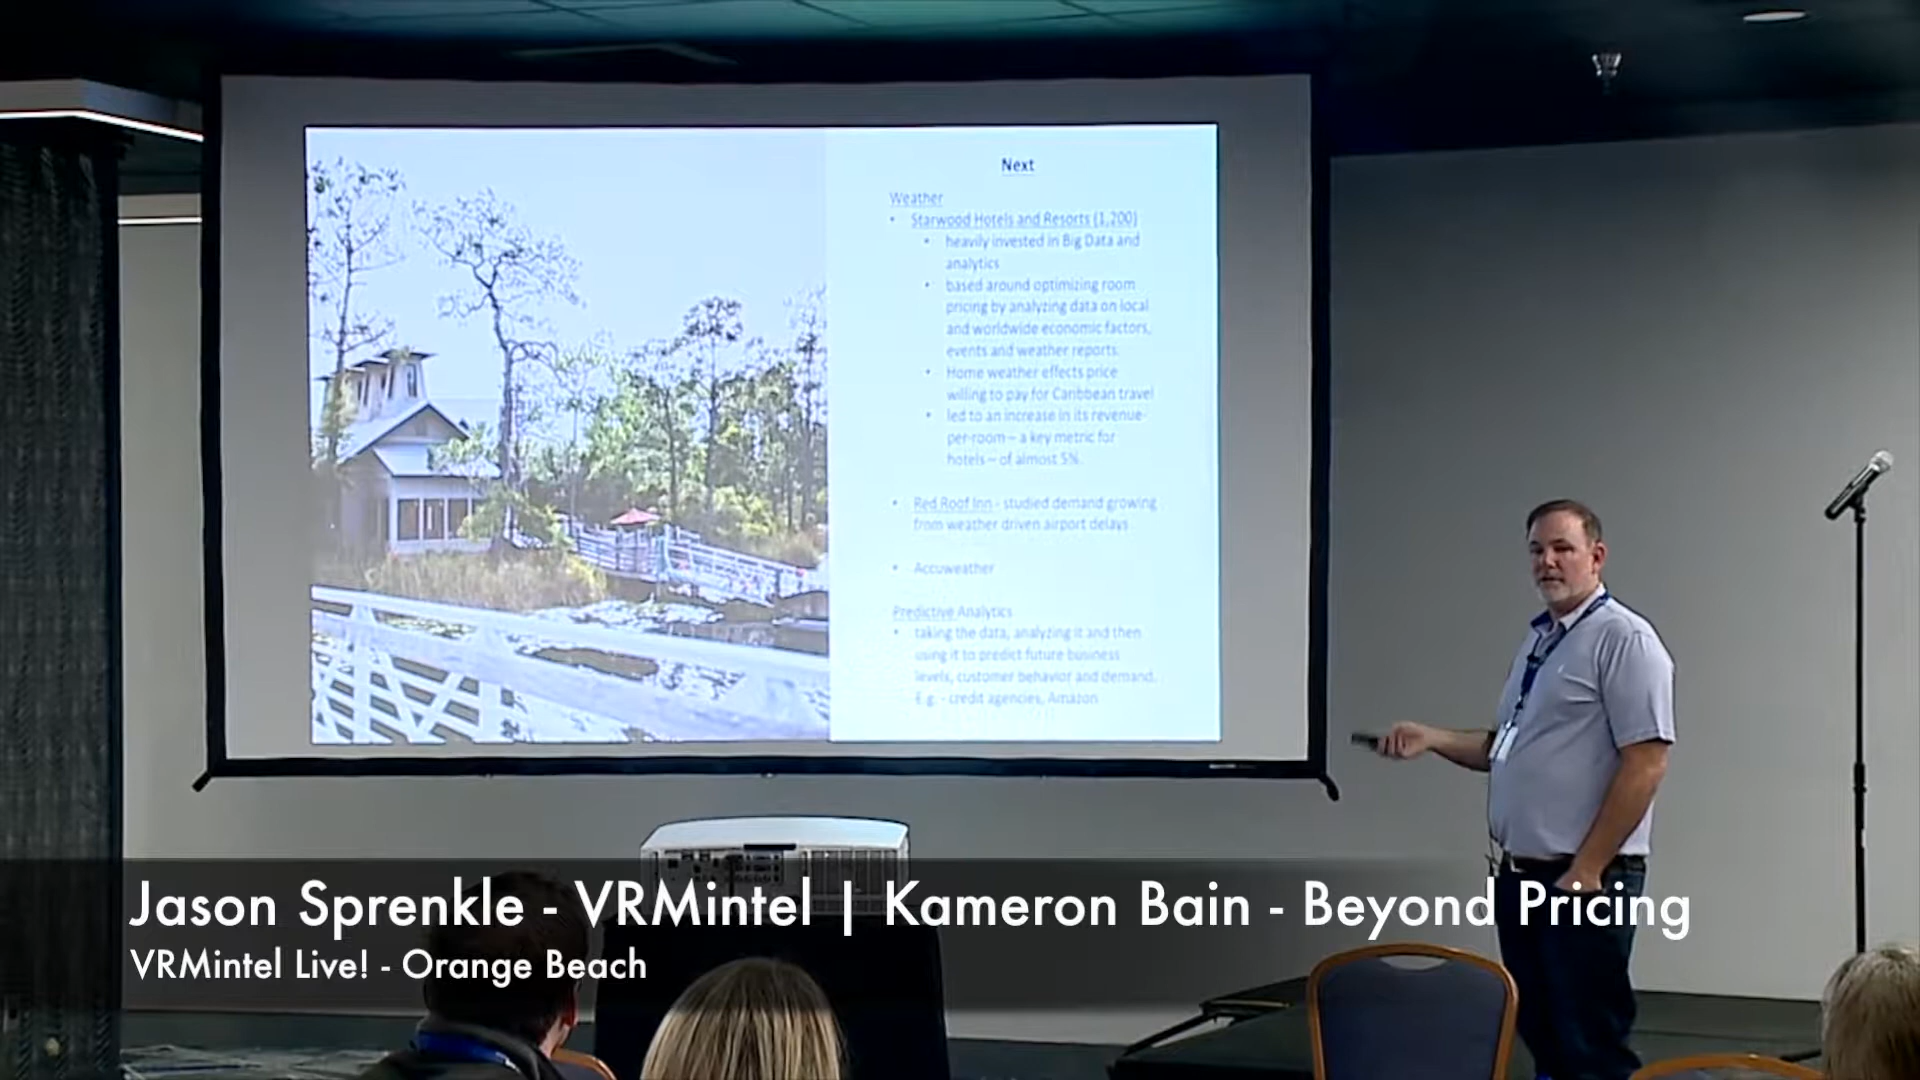 Next
Weather
• Starwood Hotels and Resorts (1,200)
• heavily invested in Big Data and
analytics
• based around optimizing room
pricing by analyzing data on local
and worldwide economic factors,
events and weather reports.
• Home weather effects price
willing to pay for Caribbean travel
• led to an increase in its revenue-
per-room – a key metric for
hotels – of almost 5%.
• Red Roof Inn - studied demand growing
from weather driven airport delays
• Accuweather
Predictive Analytics
• taking the data, analyzing it and then
using it to predict future business
levels, customer behavior and demand.
E.g. - credit agencies, Amazon
Jason Sprenkle - VRMintel | Kameron Bain - Beyond Pricing
VRMintel Live! - Orange Beach